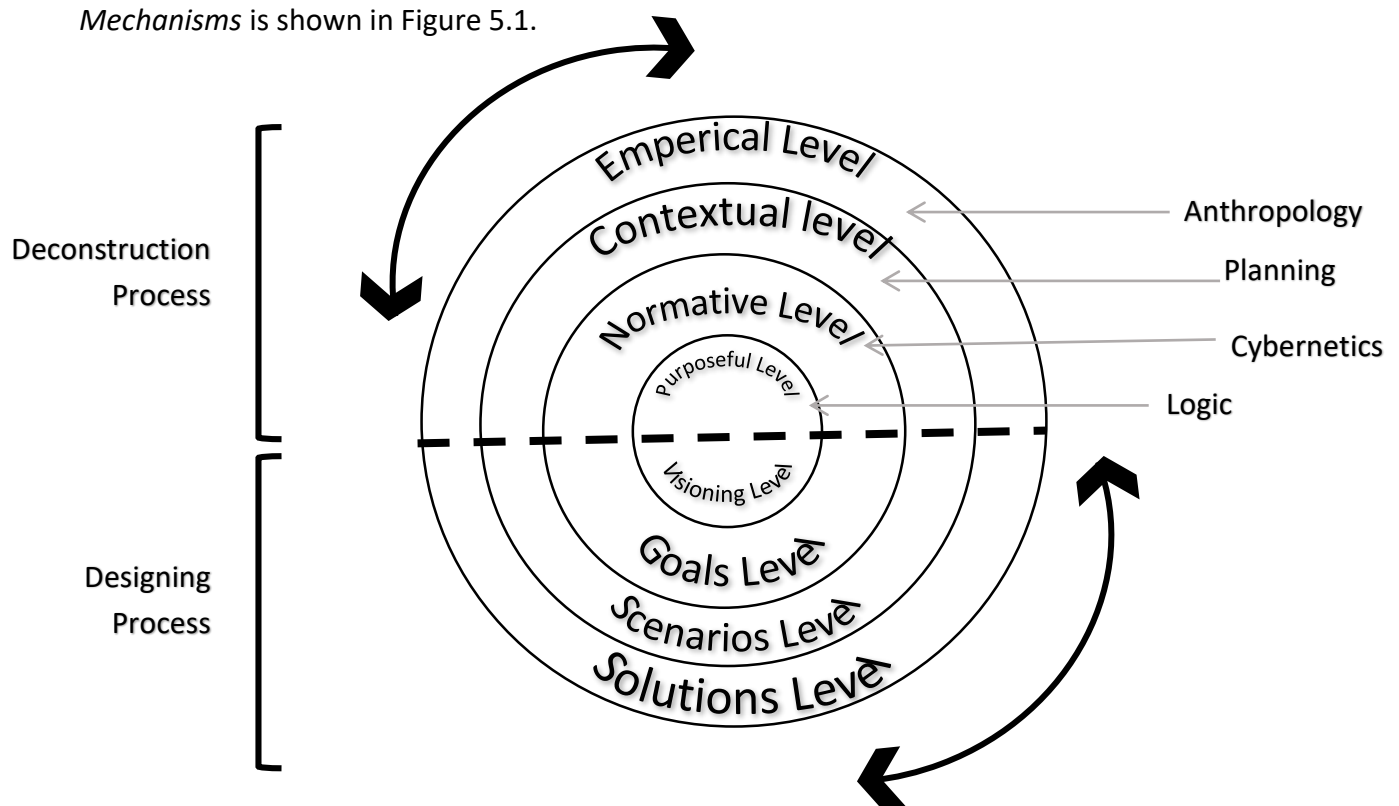 Mechanisms is shown in Figure 5.1.
Emperical Level
Contextual level
Normative Level
Purposeful Level
Visioning Level
Goals Level
Scenarios Level
Solutions Level
Deconstruction
Process
Designing
Process
Anthropology
Planning
Cybernetics
Logic